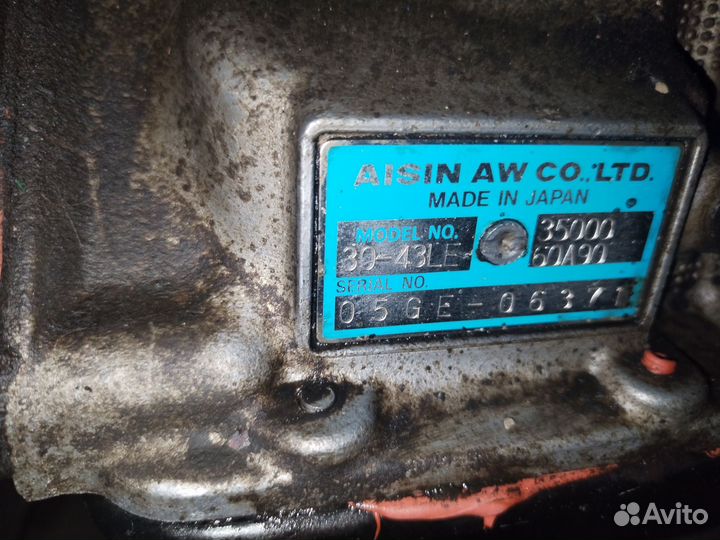 AISIN AW CO.,LTD.
MADE IN JAPAN
MODEL NO. 35000
30-43LE 60A90
SERIAL NO.
05GE-06371
Avito